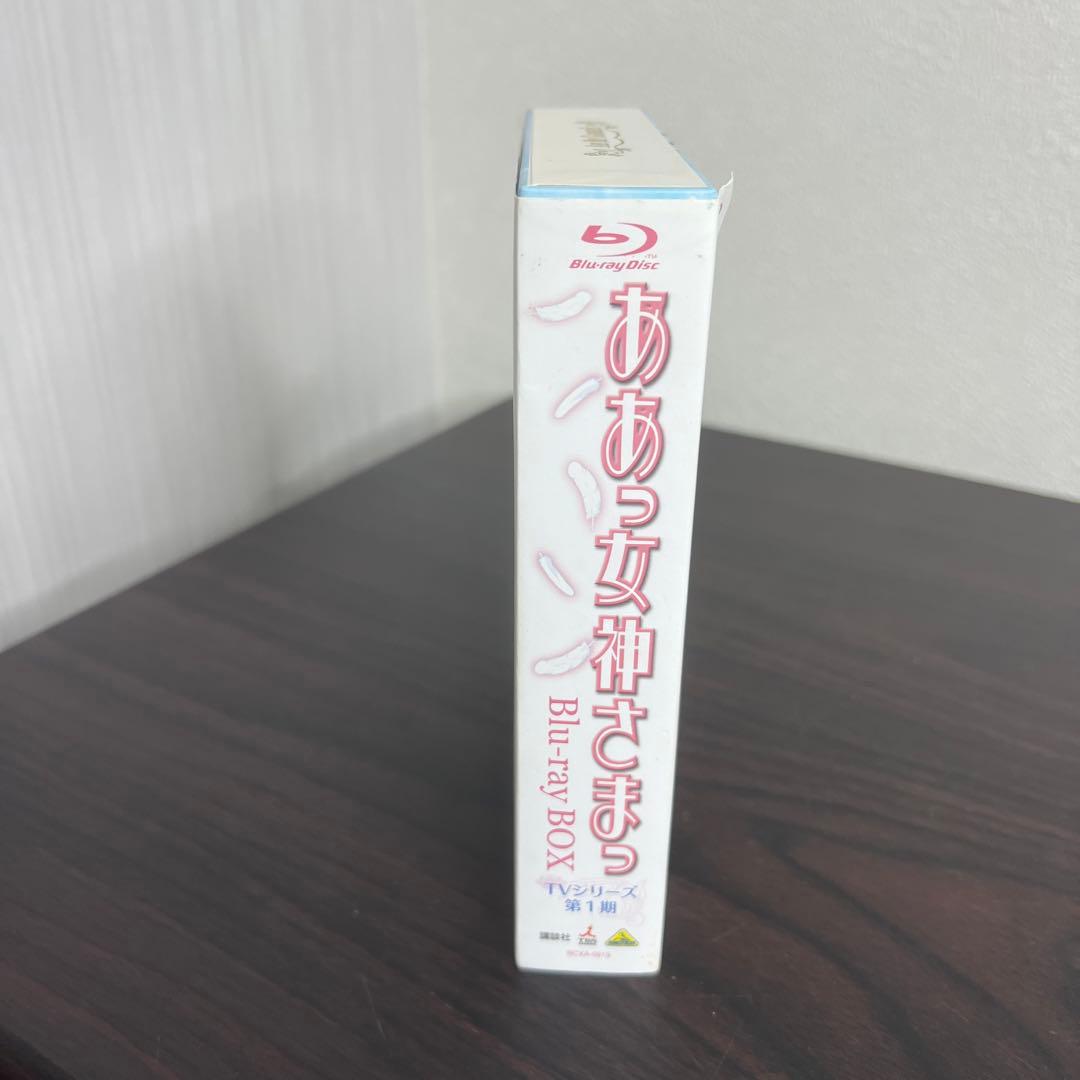 Blu-ray Disc
TM
ああっ女神さまっ
Blu-ray BOX
TVシリーズ
第1期
講談社